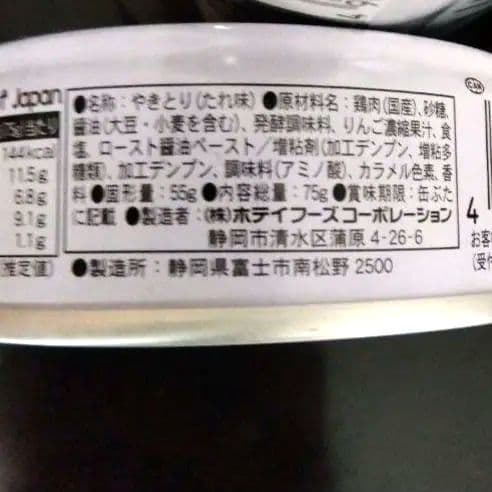 of Japan
144kcal
11.5g
6.8g
9.1g
1.1g
推定値)
●名称:やきとり(たれ味)●原材料名:鶏肉(国産)、砂糖、
醤油(大豆・小麦を含む)、発酵調味料、りんご濃縮果汁、食
塩、ロースト醤油ペースト/増粘剤(加工デンプン、増粘多
糖類)、加工デンプン、調味料(アミノ酸)、カラメル色素、香
料●固形量:55g●内容総量:75g●賞味期限:缶ぶた
に記載●製造者:(株)ホテイフーズコーポレーション
静岡市清水区蒲原 4-26-6
●製造所:静岡県富士市南松野 2500
CAN
4
お客
(受付